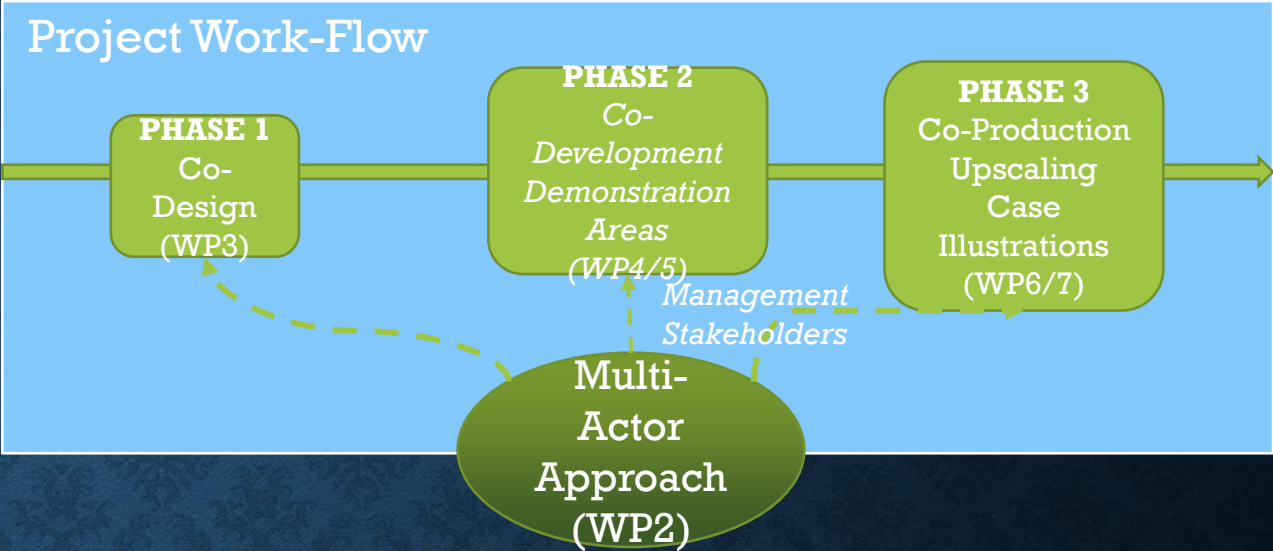 Project Work-Flow
PHASE 1
Co-
Design
(WP3)
PHASE 2
Co-
Development
Demonstration
Areas
(WP4/5)
PHASE 3
Co-Production
Upscaling
Case
Illustrations
(WP6/7)
Management
Stakeholders
Multi-
Actor
Approach
(WP2)